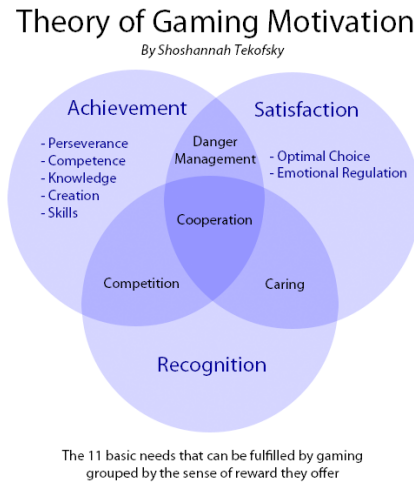 Theory of Gaming Motivation
By Shoshannah Tekofsky
Achievement
- Perseverance
- Competence
- Knowledge
- Creation
- Skills
Danger
Management
Satisfaction
- Optimal Choice
- Emotional Regulation
Cooperation
Competition
Caring
Recognition
The 11 basic needs that can be fulfilled by gaming
grouped by the sense of reward they offer